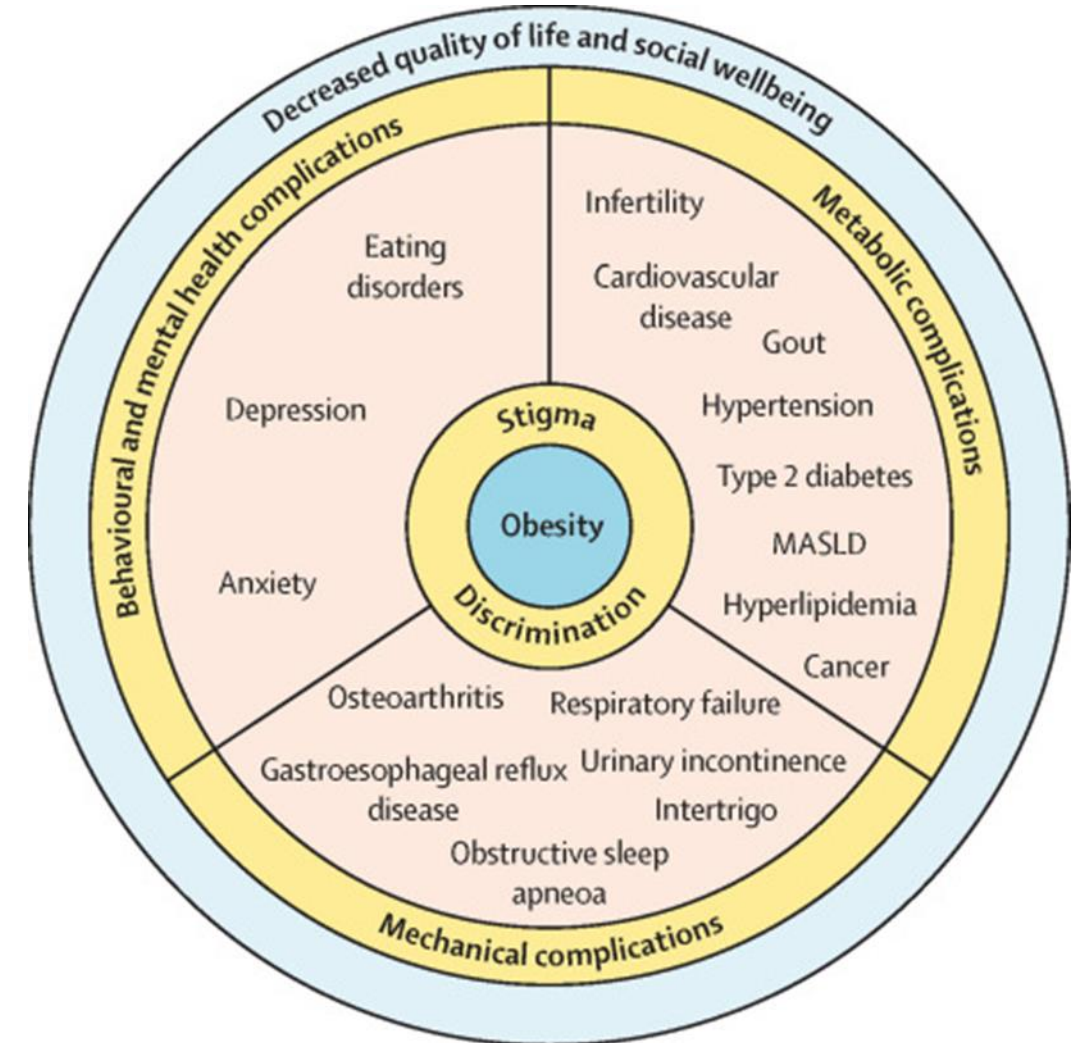 Decreased quality of life and social wellbeing
Behavioural and mental health complications
Metabolic complications
Infertility
Eating
disorders
Cardiovascular
disease
Gout
Depression
Hypertension
Stigma
Type 2 diabetes
Obesity
MASLD
Anxiety
Discrimination
Hyperlipidemia
Cancer
Osteoarthritis
Respiratory failure
Gastroesophageal reflux
disease
Urinary incontinence
Intertrigo
Obstructive sleep
apneoa
Mechanical complications